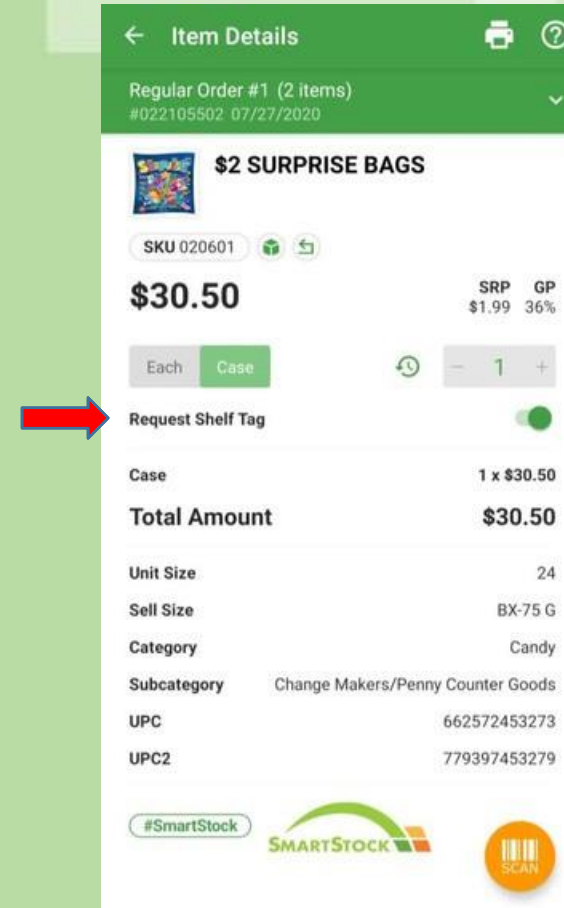 Item Details
Regular Order #1 (2 items)
#022105502 07/27/2020
$2 SURPRISE BAGS
SKU 020601
$30.50
SRP GP
$1.99 36%
Each Case
1
Request Shelf Tag
Case 1 x $30.50
Total Amount $30.50
Unit Size 24
Sell Size BX-75 G
Category Candy
Subcategory Change Makers/Penny Counter Goods
UPC 662572453273
UPC2 779397453279
#SmartStock
SMARTSTOCK
SCAN